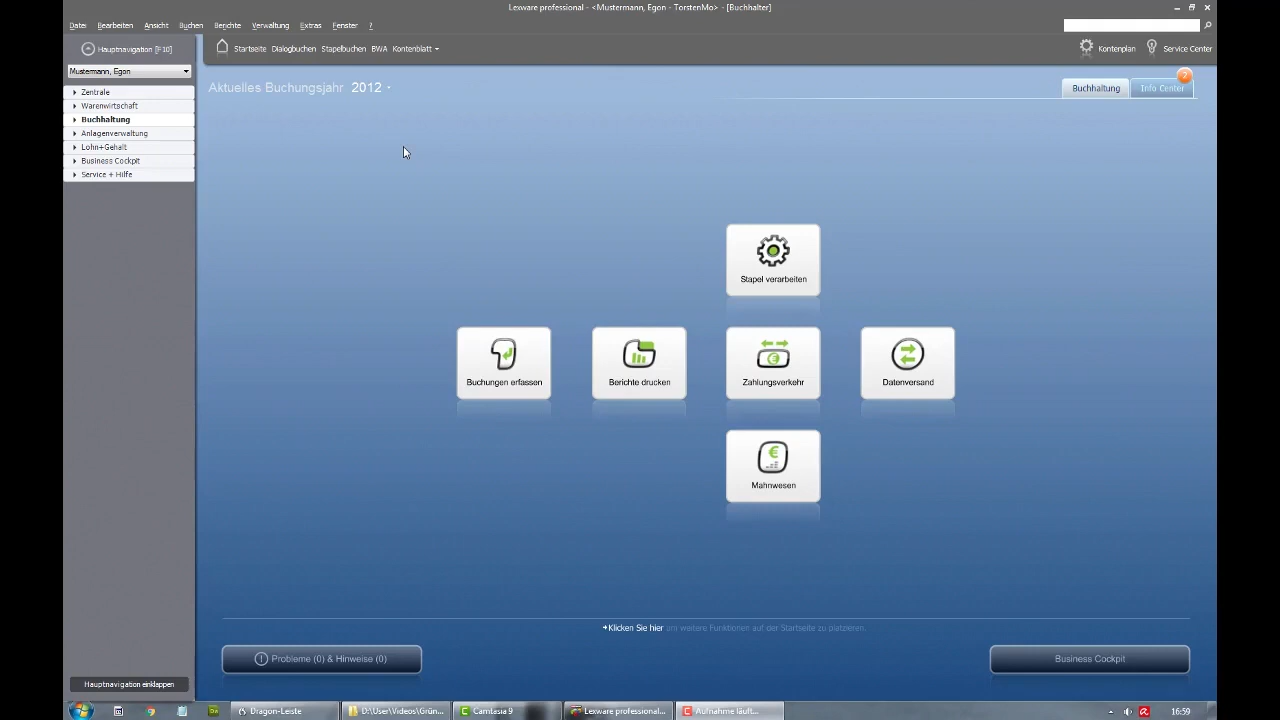 Lexware professional - <Mustermann, Egon - TorstenMo> - [Buchhalter]
Datei Bearbeiten Ansicht Buchen Berichte Verwaltung Extras Fenster ?
Hauptnavigation [F10]
Startseite Dialogbuchen Stapelbuchen BWA Kontenblatt
Kontenplan Service Center
Mustermann, Egon
Aktuelles Buchungsjahr 2012
Buchhaltung Info Center 2
Zentrale
Warenwirtschaft
Buchhaltung
Anlagenverwaltung
Lohn+Gehalt
Business Cockpit
Service + Hilfe
Stapel verarbeiten
Buchungen erfassen Berichte drucken Zahlungsverkehr Datenversand
Mahnwesen
Klicken Sie hier um weitere Funktionen auf der Startseite zu platzieren.
Probleme (0) & Hinweise (0) Business Cockpit
Hauptnavigation einklappen
Dragon-Leiste D:\User\Videos\Grün... Camtasia 9 Lexware professional... Aufnahme läuft... 16:59